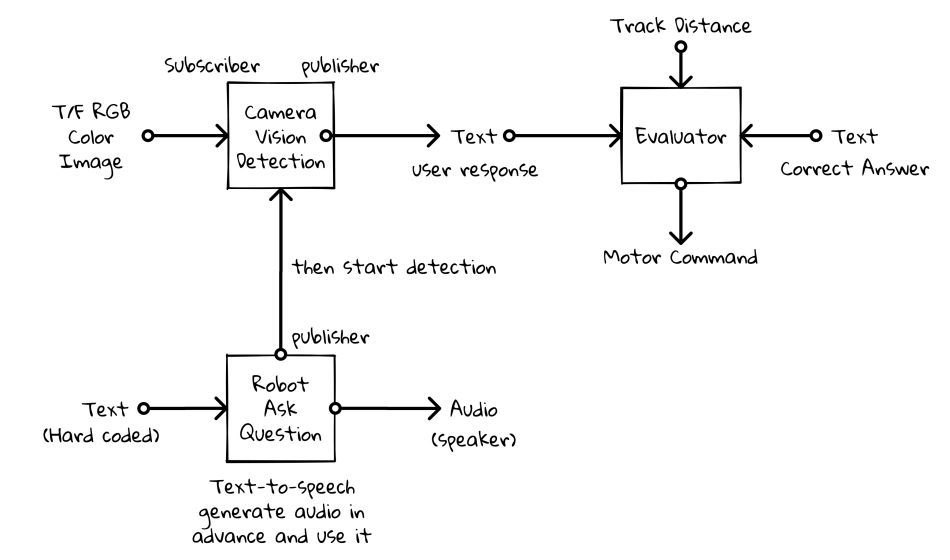 Track Distance
Subscriber
publisher
T/F RGB
Color
Image
Camera
Vision
Detection
Text
user response
Evaluator
Text
Correct Answer
Motor Command
then start detection
publisher
Robot
Ask
Question
Text
(Hard coded)
Audio
(speaker)
Text-to-speech
generate audio in
advance and use it